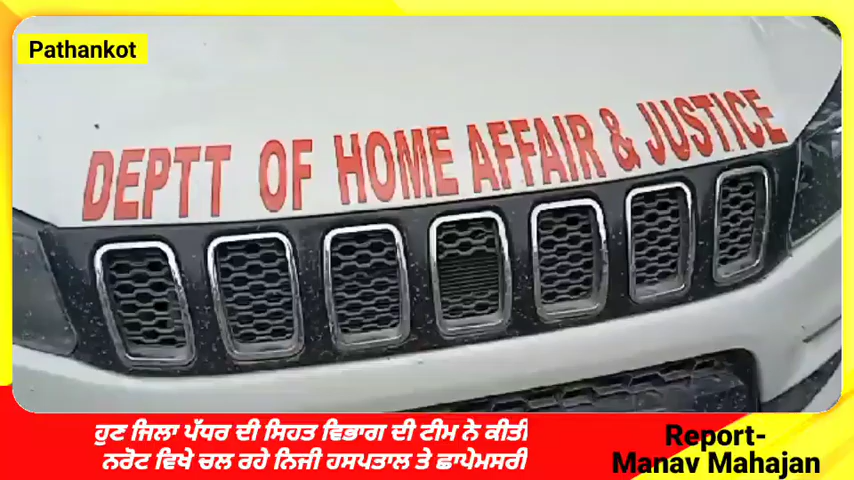 Pathankot
DEPTT OF HOME AFFAIR & JUSTICE
ਹੁਣ ਜਿਲਾ ਪੱਧਰ ਦੀ ਸਿਹਤ ਵਿਭਾਗ ਦੀ ਟੀਮ ਨੇ ਕੀਤੀ
ਨਰੋਟ ਵਿਖੇ ਚਲ ਰਹੇ ਨਿਜੀ ਹਸਪਤਾਲ ਤੇ ਛਾਪੇਮਸਰੀ
Report-
Manav Mahajan